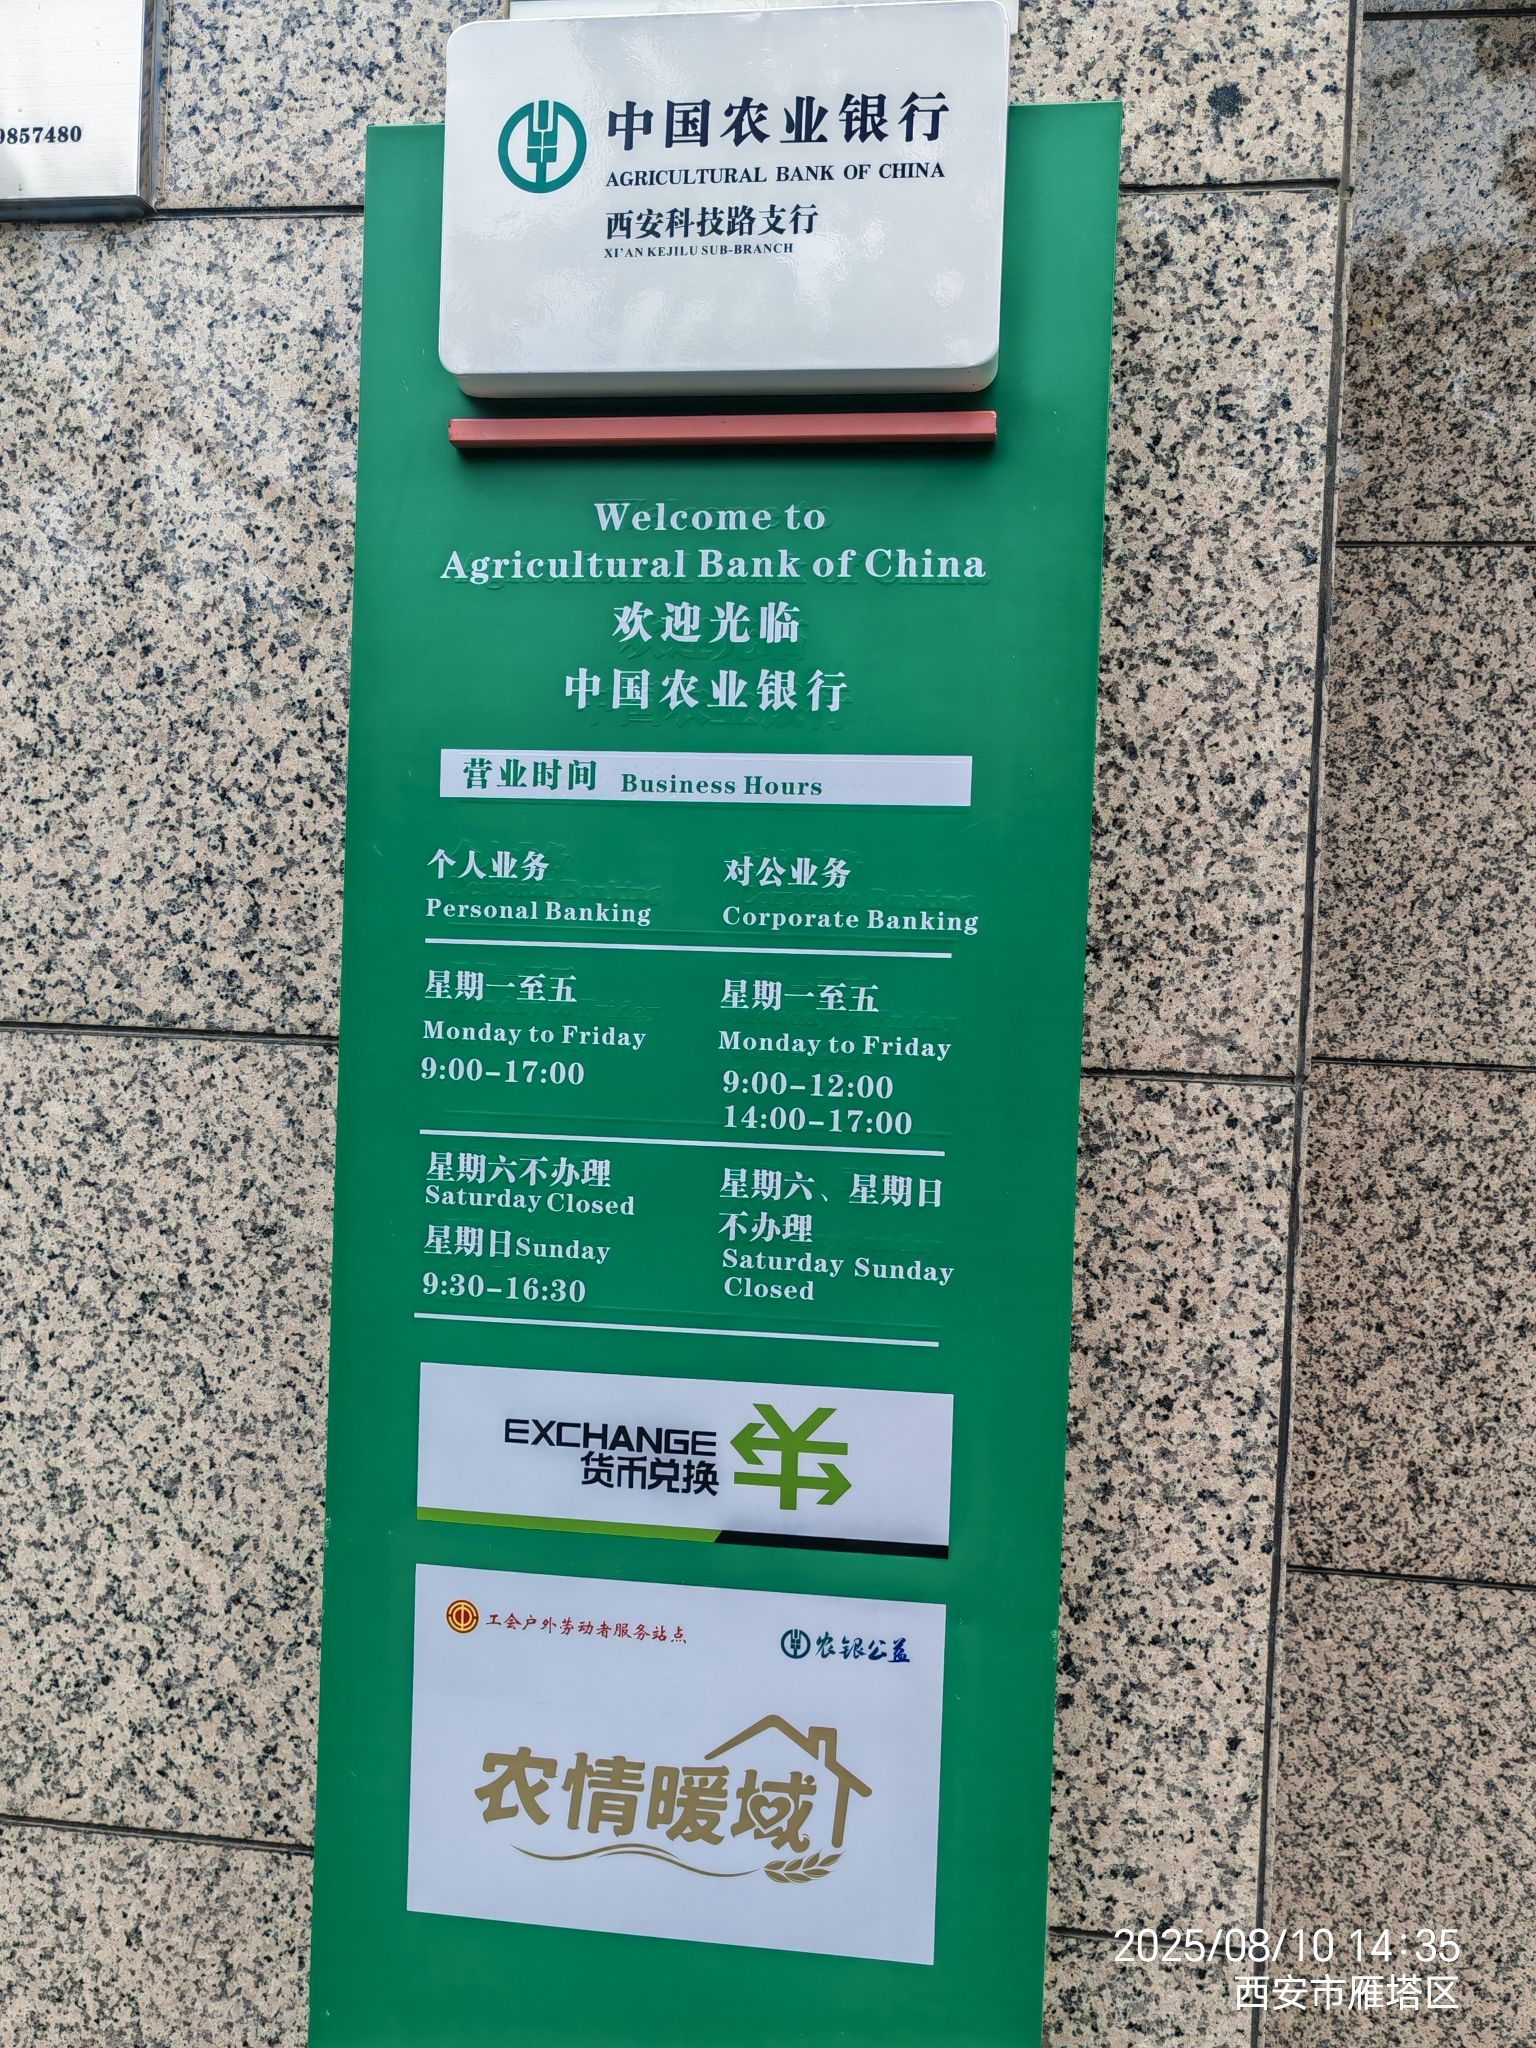 0857480
中国农业银行
AGRICULTURAL BANK OF CHINA
西安科技路支行
XI'AN KEJILU SUB-BRANCH
Welcome to
Agricultural Bank of China
欢迎光临
中国农业银行
营业时间 Business Hours
个人业务
Personal Banking
星期一至五
Monday to Friday
9:00-17:00
星期六不办理
Saturday Closed
星期日Sunday
9:30-16:30
对公业务
Corporate Banking
星期一至五
Monday to Friday
9:00-12:00
14:00-17:00
星期六、星期日
不办理
Saturday Sunday
Closed
EXCHANGE
货币兑换
工会户外劳动者服务站点
农银公益
农情暖域
2025/08/10 14:35
西安市雁塔区